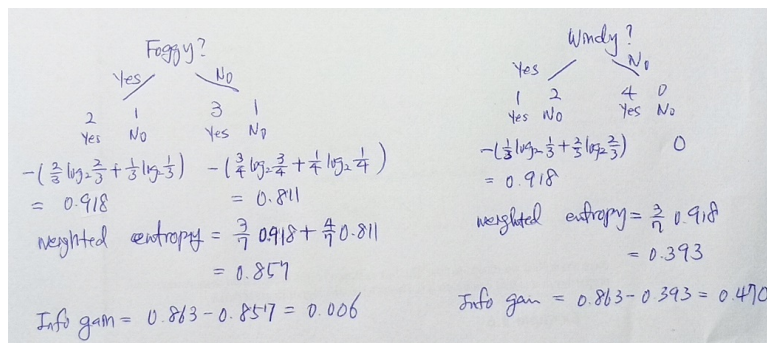 Foggy?
Yes No
2 1 3 1
Yes No Yes No
-(2/3 log₂ 2/3 + 1/3 log₂ 1/3) -(3/4 log₂ 3/4 + 1/4 log₂ 1/4)
= 0.918 = 0.811
weighted entropy = 3/7 0.918 + 4/7 0.811
= 0.857
Info gain = 0.863 - 0.857 = 0.006
Windy?
Yes No
1 2 4 0
Yes No Yes No
-(1/3 log₂ 1/3 + 2/3 log₂ 2/3) 0
= 0.918
weighted entropy = 3/7 0.918
= 0.393
Info gain = 0.863 - 0.393 = 0.470